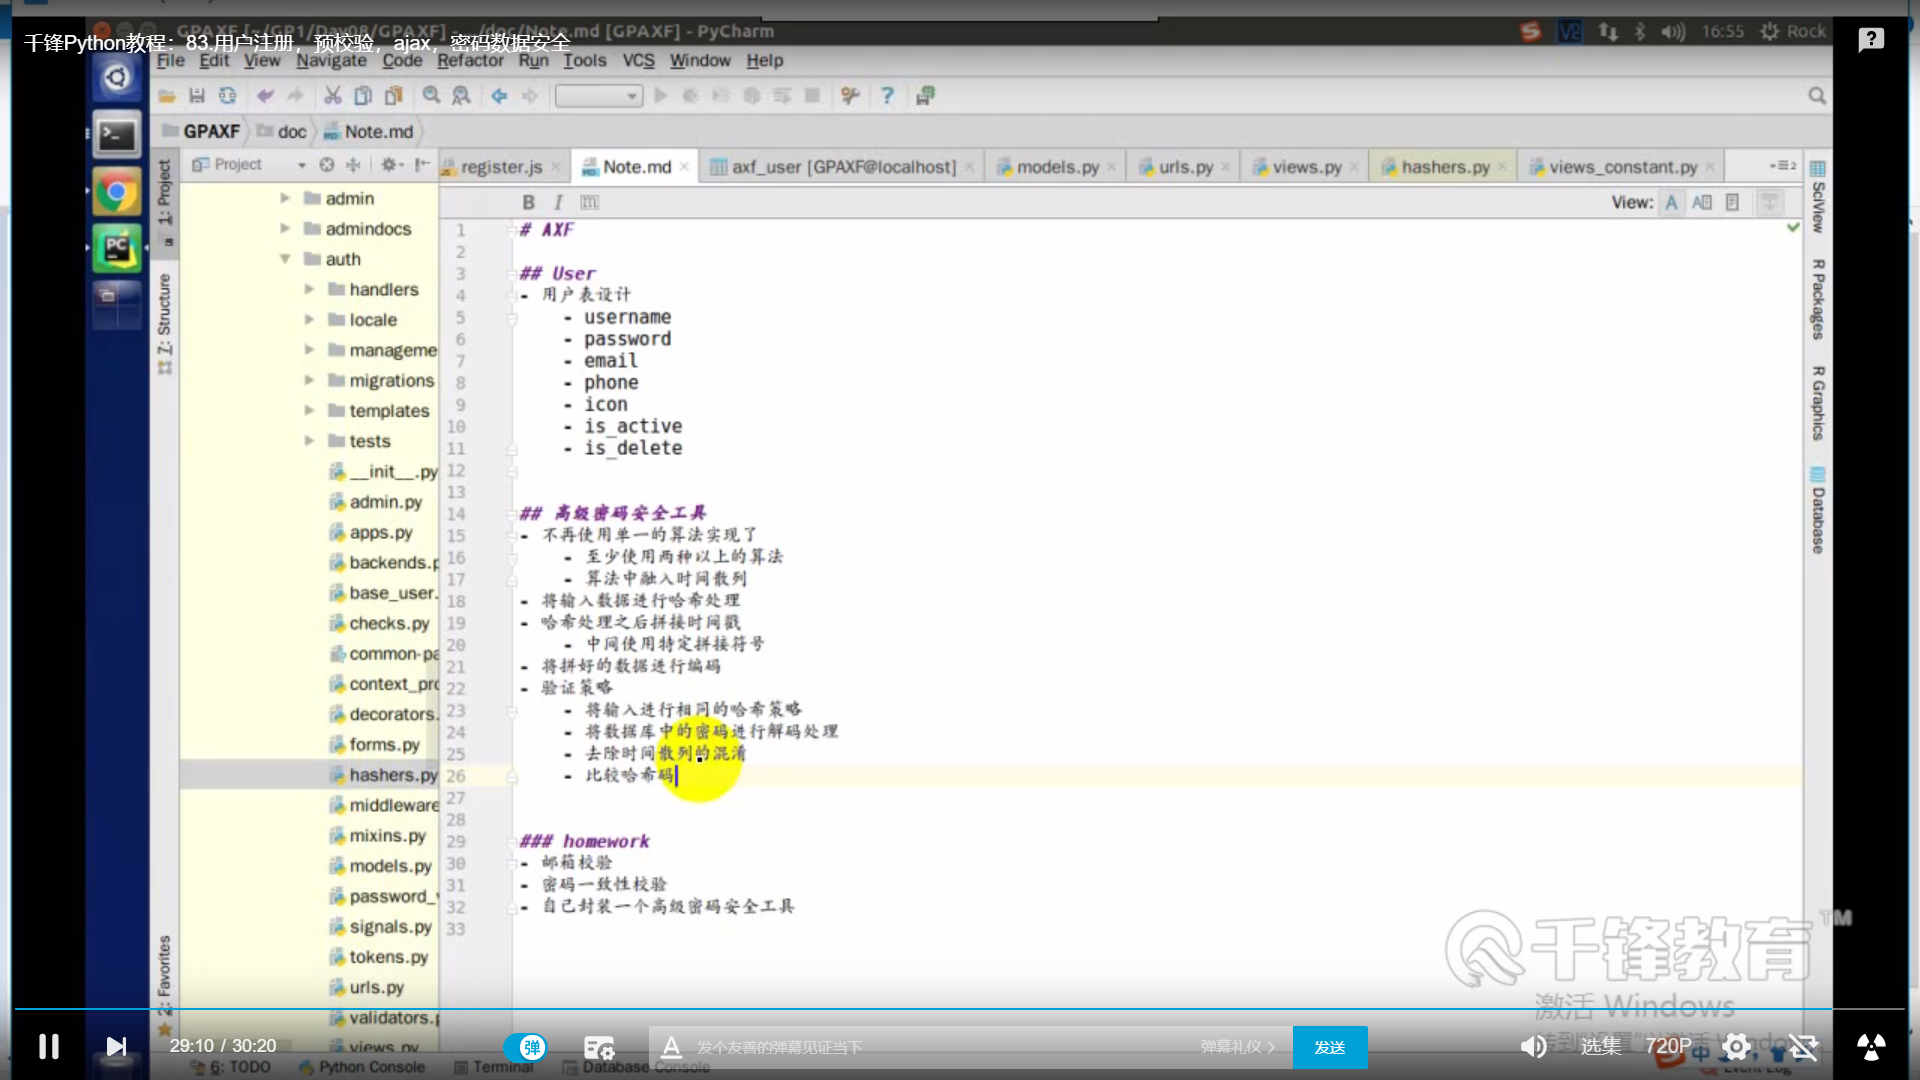 GPAXF [~/GP1/Day08/GPAXF] - .../doc/Note.md [GPAXF] - PyCharm
千锋Python教程：83.用户注册，预校验，ajax，密码数据安全
16:55
Rock
File Edit View Navigate Code Refactor Run Tools VCS Window Help
GPAXF doc Note.md
Project
register.js Note.md axf_user [GPAXF@localhost] models.py urls.py views.py hashers.py views_constant.py
B I
View:
1: Project
Z: Structure
2: Favorites
SciView
R Packages
R Graphics
Database
admin
admindocs
auth
handlers
locale
manageme
migrations
templates
tests
__init__.py
admin.py
apps.py
backends.p
base_user.
checks.py
common-pa
context_pro
decorators.
forms.py
hashers.py
middleware
mixins.py
models.py
password_v
signals.py
tokens.py
urls.py
validators.p
views.py
1 # AXF
2
3 ## User
4 - 用户表设计
5 - username
6 - password
7 - email
8 - phone
9 - icon
10 - is_active
11 - is_delete
12
13
14 ## 高级密码安全工具
15 - 不再使用单一的算法实现了
16 - 至少使用两种以上的算法
17 - 算法中融入时间散列
18 - 将输入数据进行哈希处理
19 - 哈希处理之后拼接时间戳
20 - 中间使用特定拼接符号
21 - 将拼好的数据进行编码
22 - 验证策略
23 - 将输入进行相同的哈希策略
24 - 将数据库中的密码进行解码处理
25 - 去除时间散列的混淆
26 - 比较哈希码
27
28
29 ### homework
30 - 邮箱校验
31 - 密码一致性校验
32 - 自己封装一个高级密码安全工具
33
千锋教育™
激活 Windows
29:10 / 30:20
弹
发个友善的弹幕见证当下
弹幕礼仪
发送
选集
720P
6: TODO Python Console Terminal Database Console
Event Log